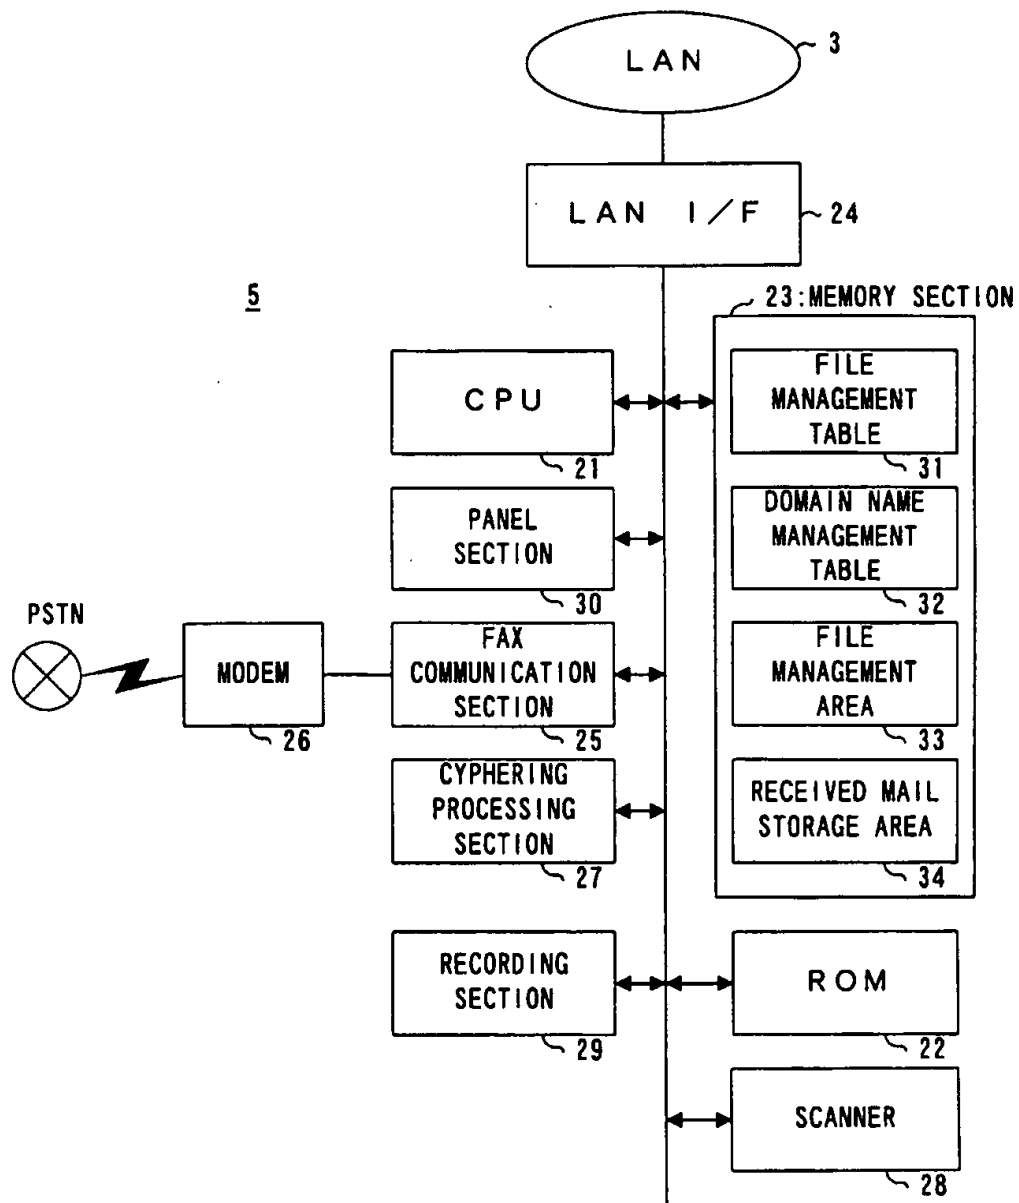 LAN
3
LAN I/F
24
5
23:MEMORY SECTION
CPU
21
FILE
MANAGEMENT
TABLE
31
PANEL
SECTION
30
DOMAIN NAME
MANAGEMENT
TABLE
32
PSTN
MODEM
26
FAX
COMMUNICATION
SECTION
25
FILE
MANAGEMENT
AREA
33
CYPHERING
PROCESSING
SECTION
27
RECEIVED MAIL
STORAGE AREA
34
RECORDING
SECTION
29
ROM
22
SCANNER
28